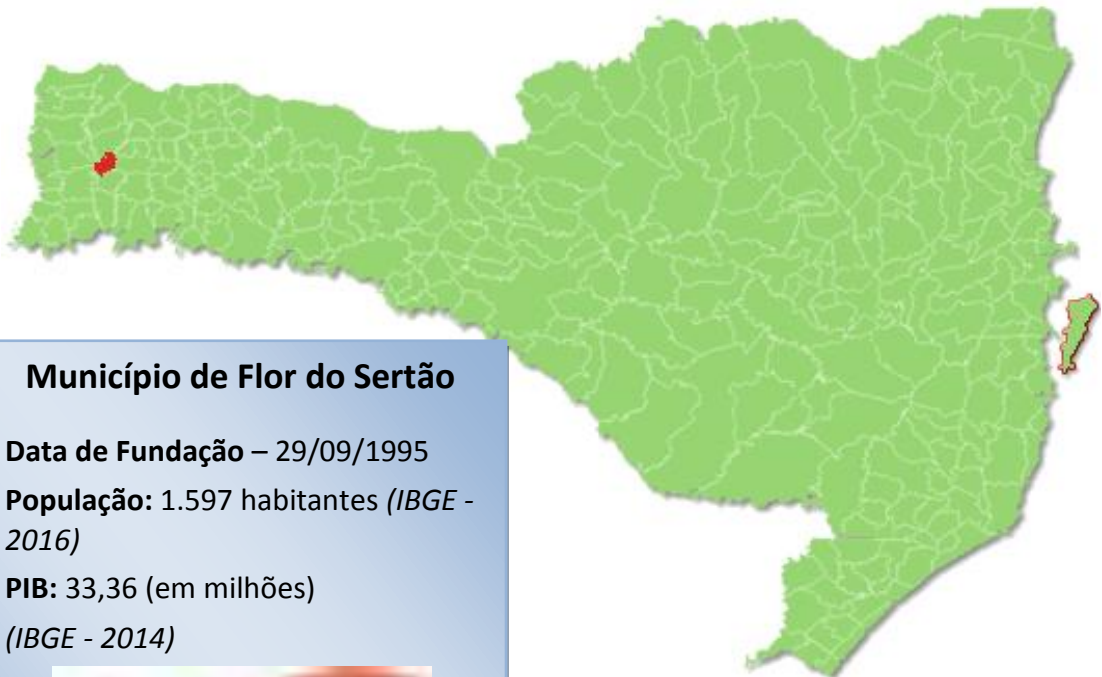 Município de Flor do Sertão
Data de Fundação – 29/09/1995
População: 1.597 habitantes (IBGE -
2016)
PIB: 33,36 (em milhões)
(IBGE - 2014)